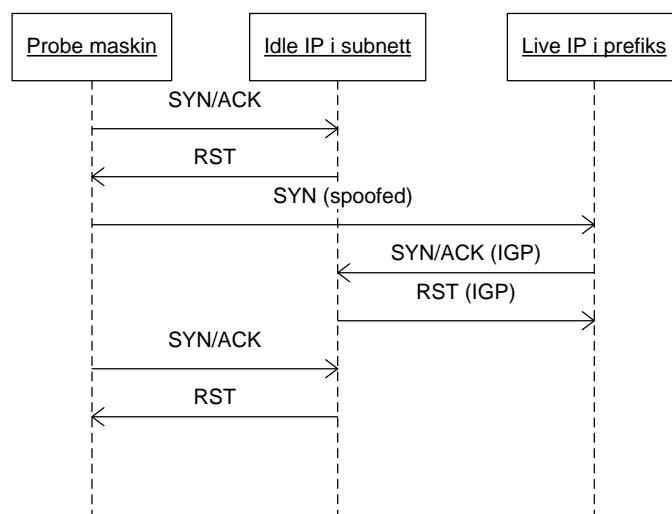 Probe maskin
Idle IP i subnett
Live IP i prefiks
SYN/ACK
RST
SYN (spoofed)
SYN/ACK (IGP)
RST (IGP)
SYN/ACK
RST